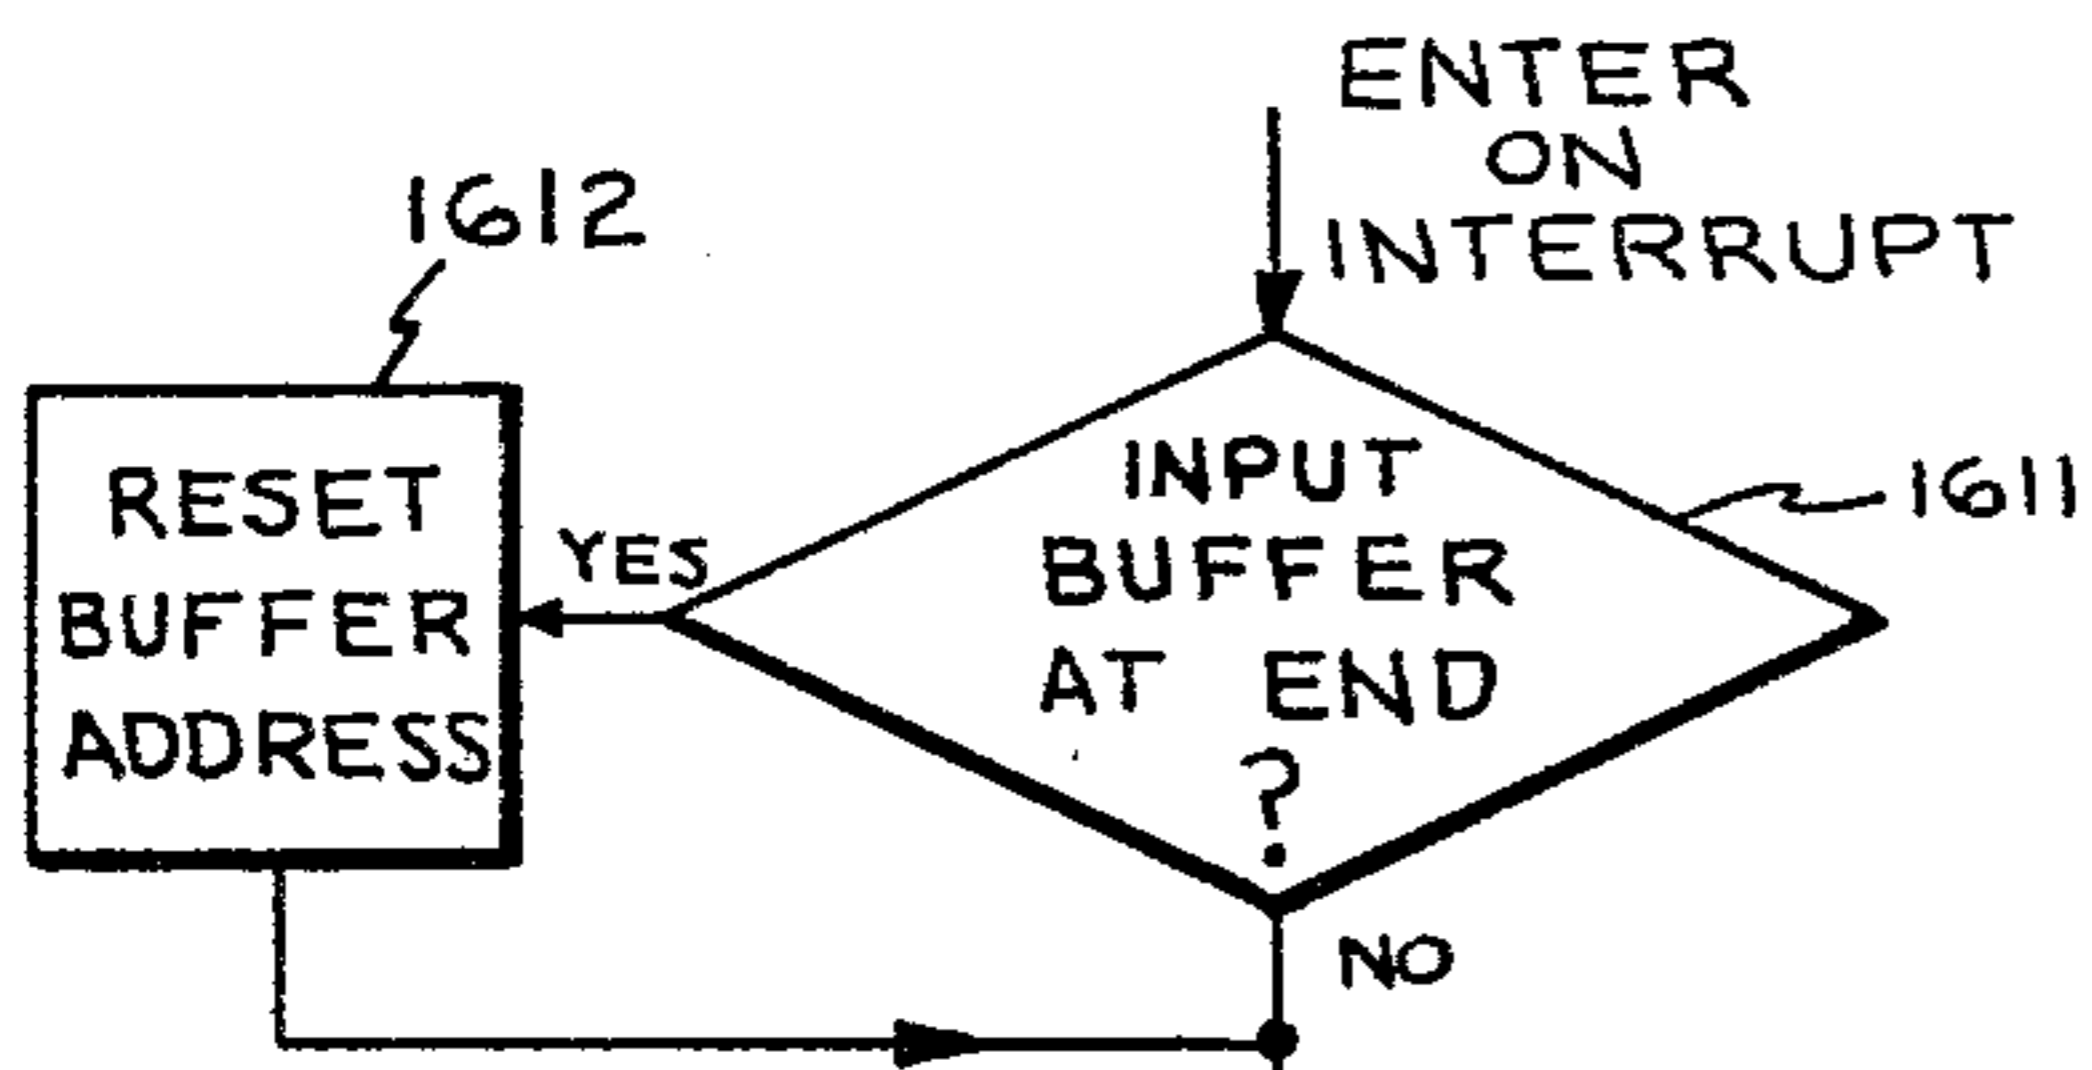 ENTER
ON
INTERRUPT
1612
INPUT
BUFFER
AT END
?
1611
YES
RESET
BUFFER
ADDRESS
NO